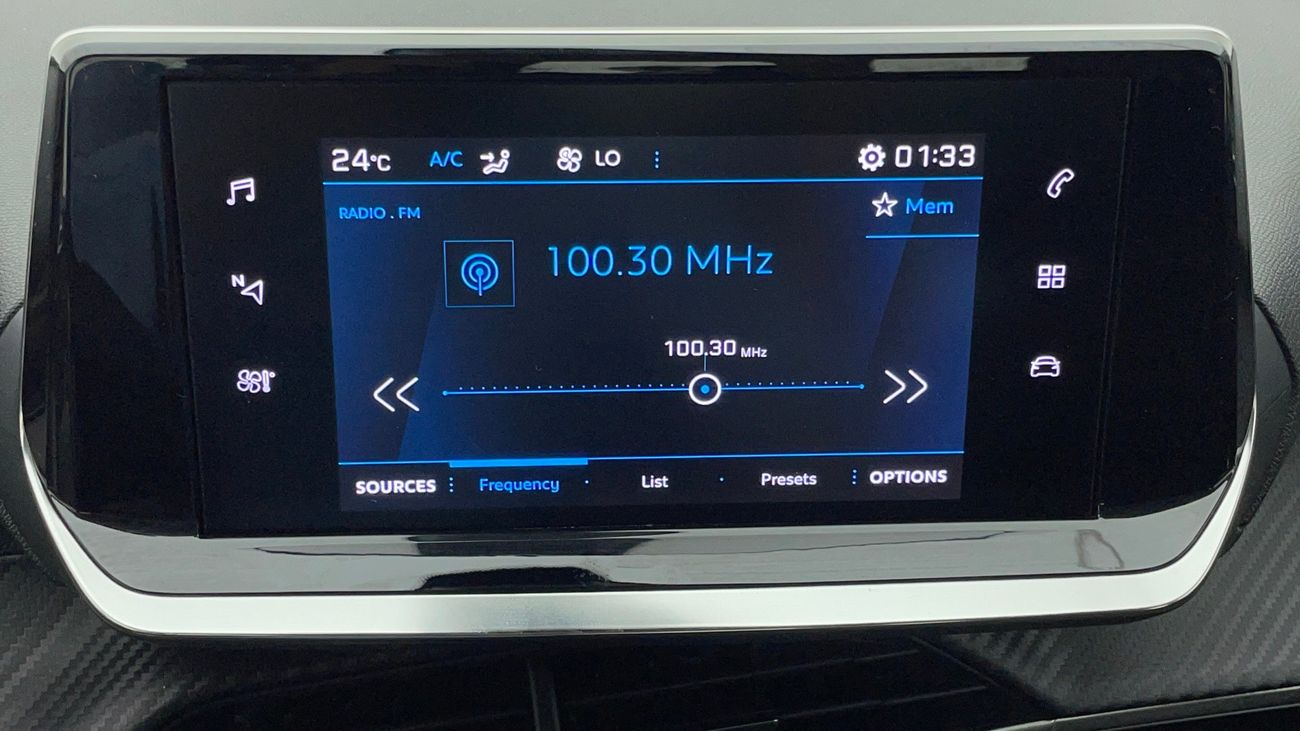 24°C A/C LO 01:33
RADIO . FM
Mem
100.30 MHz
N
100.30 MHz
SOURCES Frequency List Presets OPTIONS